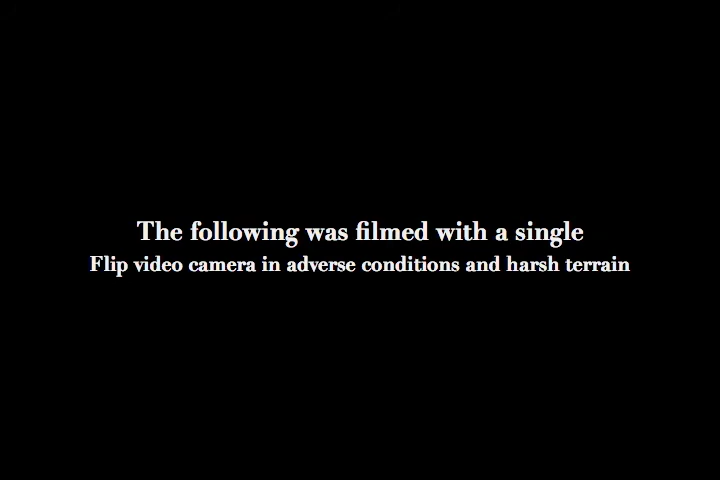 The following was filmed with a single
Flip video camera in adverse conditions and harsh terrain